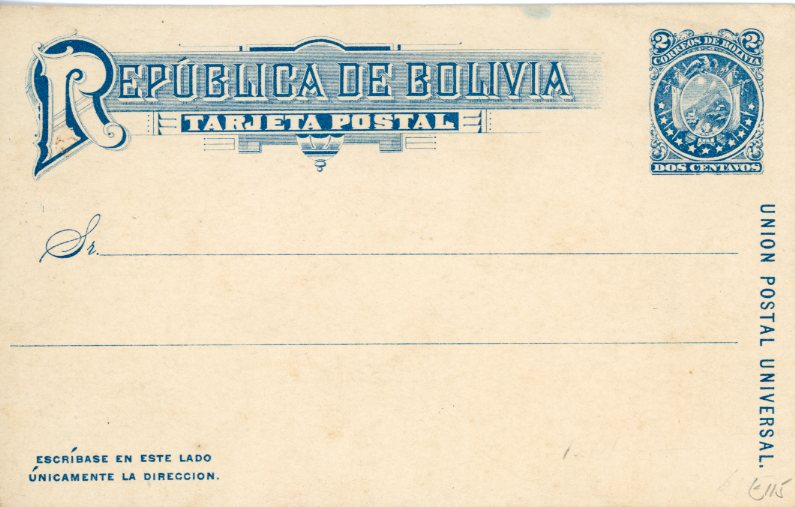 REPÚBLICA DE BOLIVIA
TARJETA POSTAL
2 2
CORREOS DE BOLIVIA
DOS CENTAVOS
Sr.
UNION POSTAL UNIVERSAL.
ESCRÍBASE EN ESTE LADO
ÚNICAMENTE LA DIRECCION.